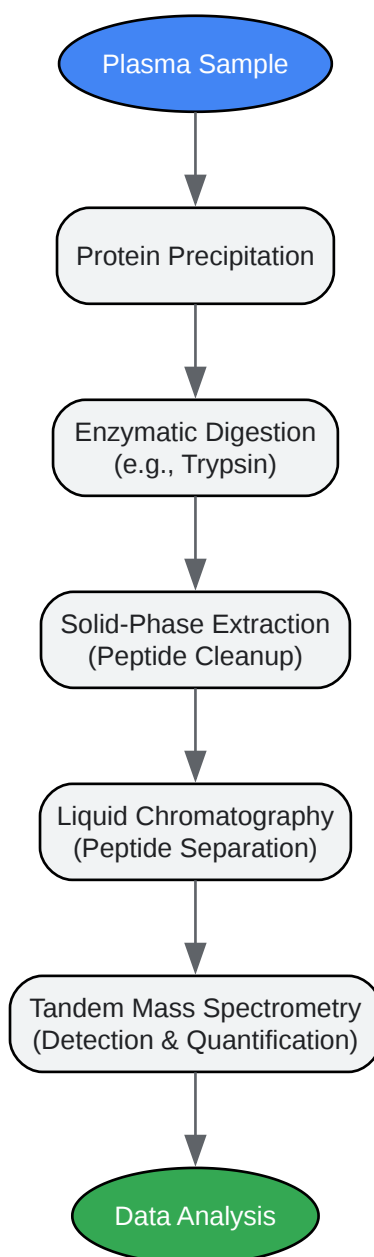 Plasma Sample
Protein Precipitation
Enzymatic Digestion
(e.g., Trypsin)
Solid-Phase Extraction
(Peptide Cleanup)
Liquid Chromatography
(Peptide Separation)
Tandem Mass Spectrometry
(Detection & Quantification)
Data Analysis